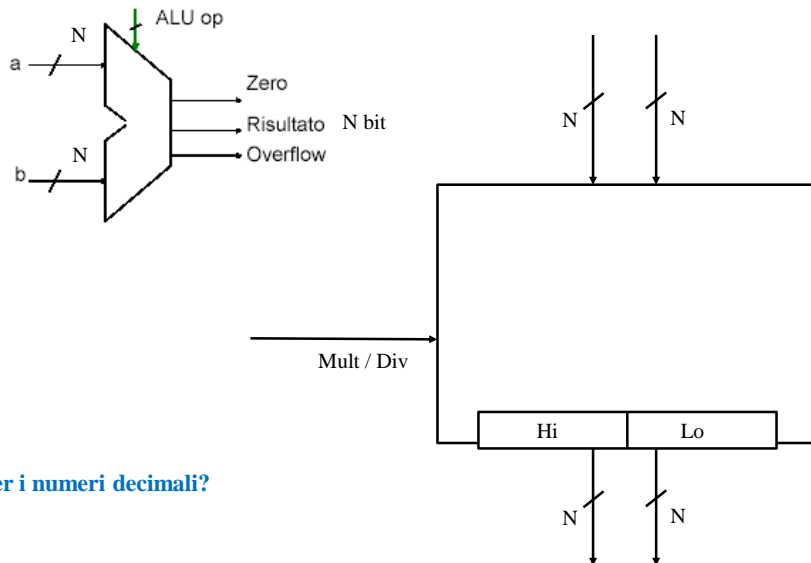 ALU op
N
a
Zero
Risultato N bit
Overflow
N
b
N
N
Mult / Div
Hi
Lo
er i numeri decimali?
N
N